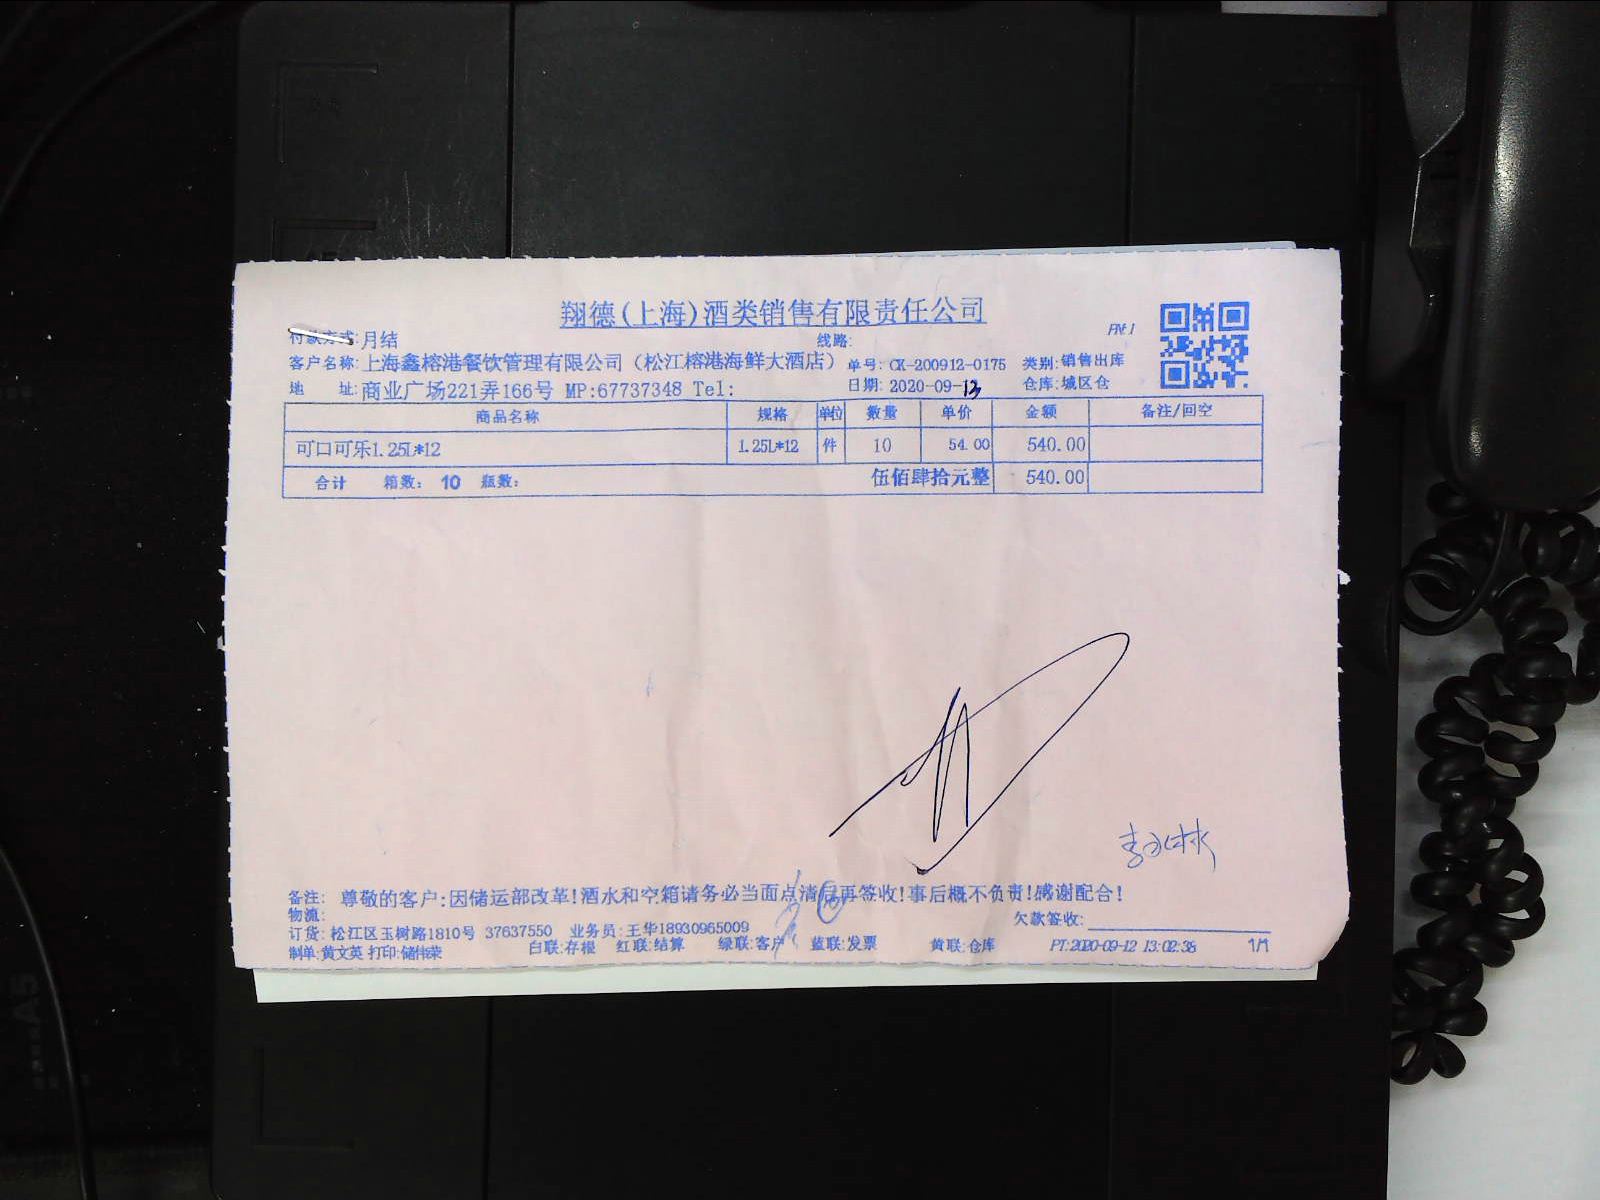 翔德(上海)酒类销售有限责任公司
付款方式:月结 线路:
客户名称:上海鑫榕港餐饮管理有限公司（松江榕港海鲜大酒店） 单号: CK-200912-0175 类别:销售出库
地 址:商业广场221弄166号 MP:67737348 Tel: 日期: 2020-09-13 仓库:城区仓
商品名称 规格 单位 数量 单价 金额 备注/回空
可口可乐1.25L*12 1.25L*12 件 10 54.00 540.00
合计 箱数: 10 瓶数: 伍佰肆拾元整 540.00
备注: 尊敬的客户:因储运部改革!酒水和空箱请务必当面点清后再签收!事后概不负责!感谢配合!
物流: 欠款签收:
订货: 松江区玉树路1810号 37637550 业务员:王华18930965009
制单:黄文英 打印:储伟荣 白联:存根 红联:结算 绿联:客户 蓝联:发票 黄联:仓库 PT:2020-09-12 13:02:38 1/1